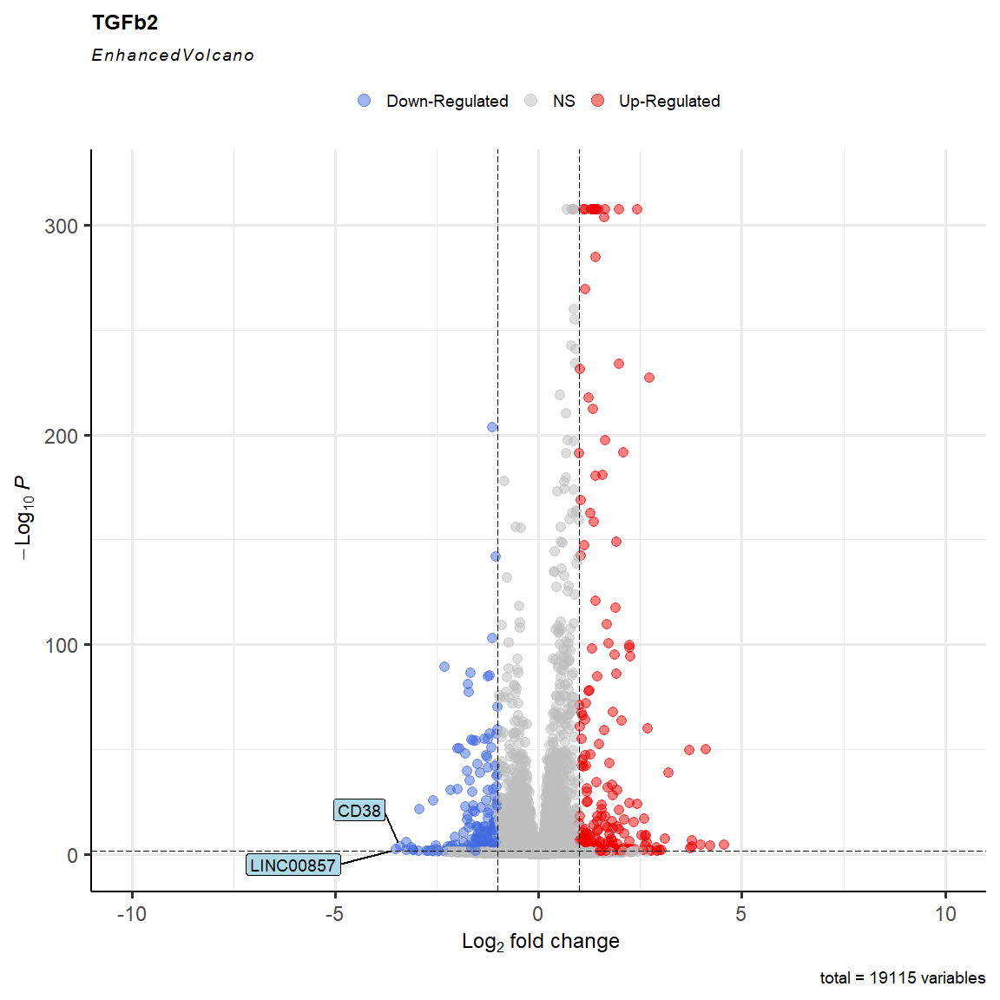 TGFb2
EnhancedVolcano
Down-Regulated NS Up-Regulated
300
200
100
0
−Log10 P
CD38
LINC00857
-10 -5 0 5 10
Log2 fold change
total = 19115 variables